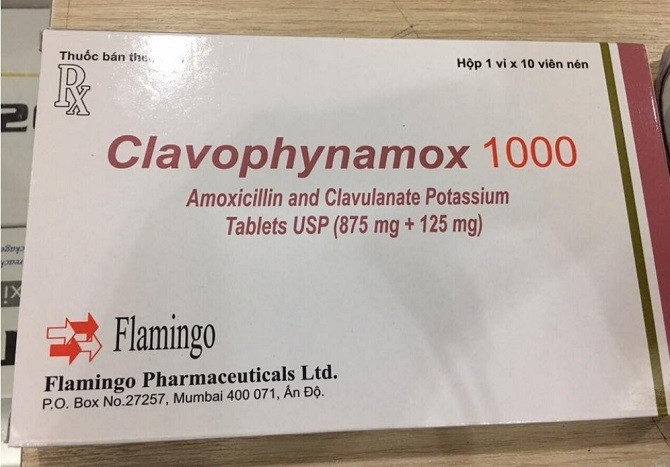 Thuốc bán
Hộp 1 vỉ x 10 viên nén
Rx
Clavophynamox 1000
Amoxicillin and Clavulanate Potassium
Tablets USP (875 mg + 125 mg)
Flamingo
Flamingo Pharmaceuticals Ltd.
P.O. Box No.27257, Mumbai 400 071, Ấn Độ.